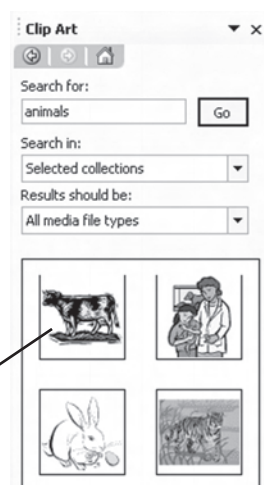 Clip Art
Search for:
animals
Go
Search in:
Selected collections
Results should be:
All media file types